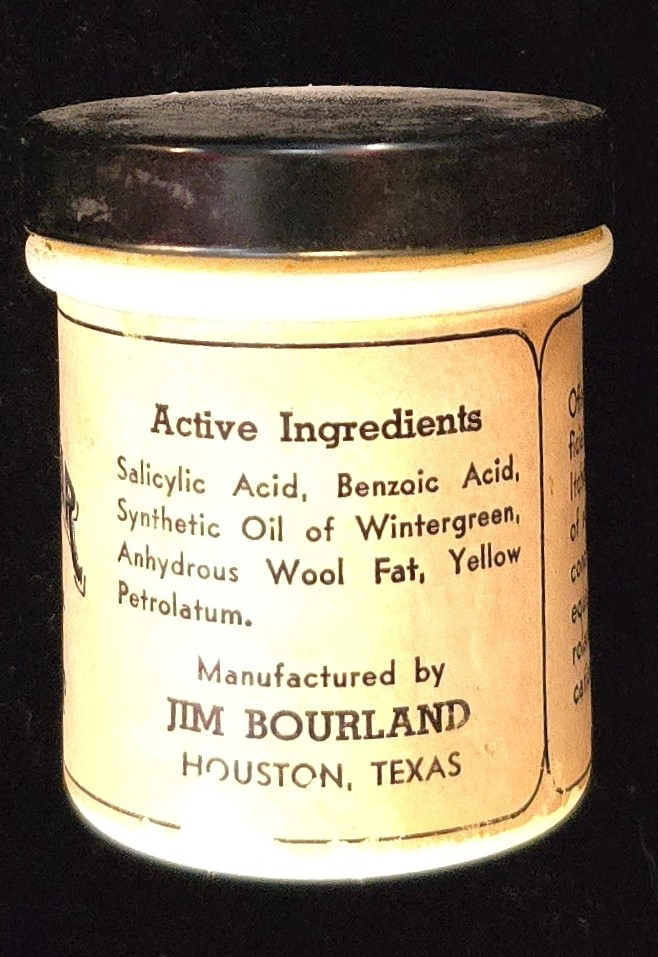 Active Ingredients
Salicylic Acid, Benzoic Acid,
Synthetic Oil of Wintergreen,
Anhydrous Wool Fat, Yellow
Petrolatum.
Manufactured by
JIM BOURLAND
HOUSTON, TEXAS